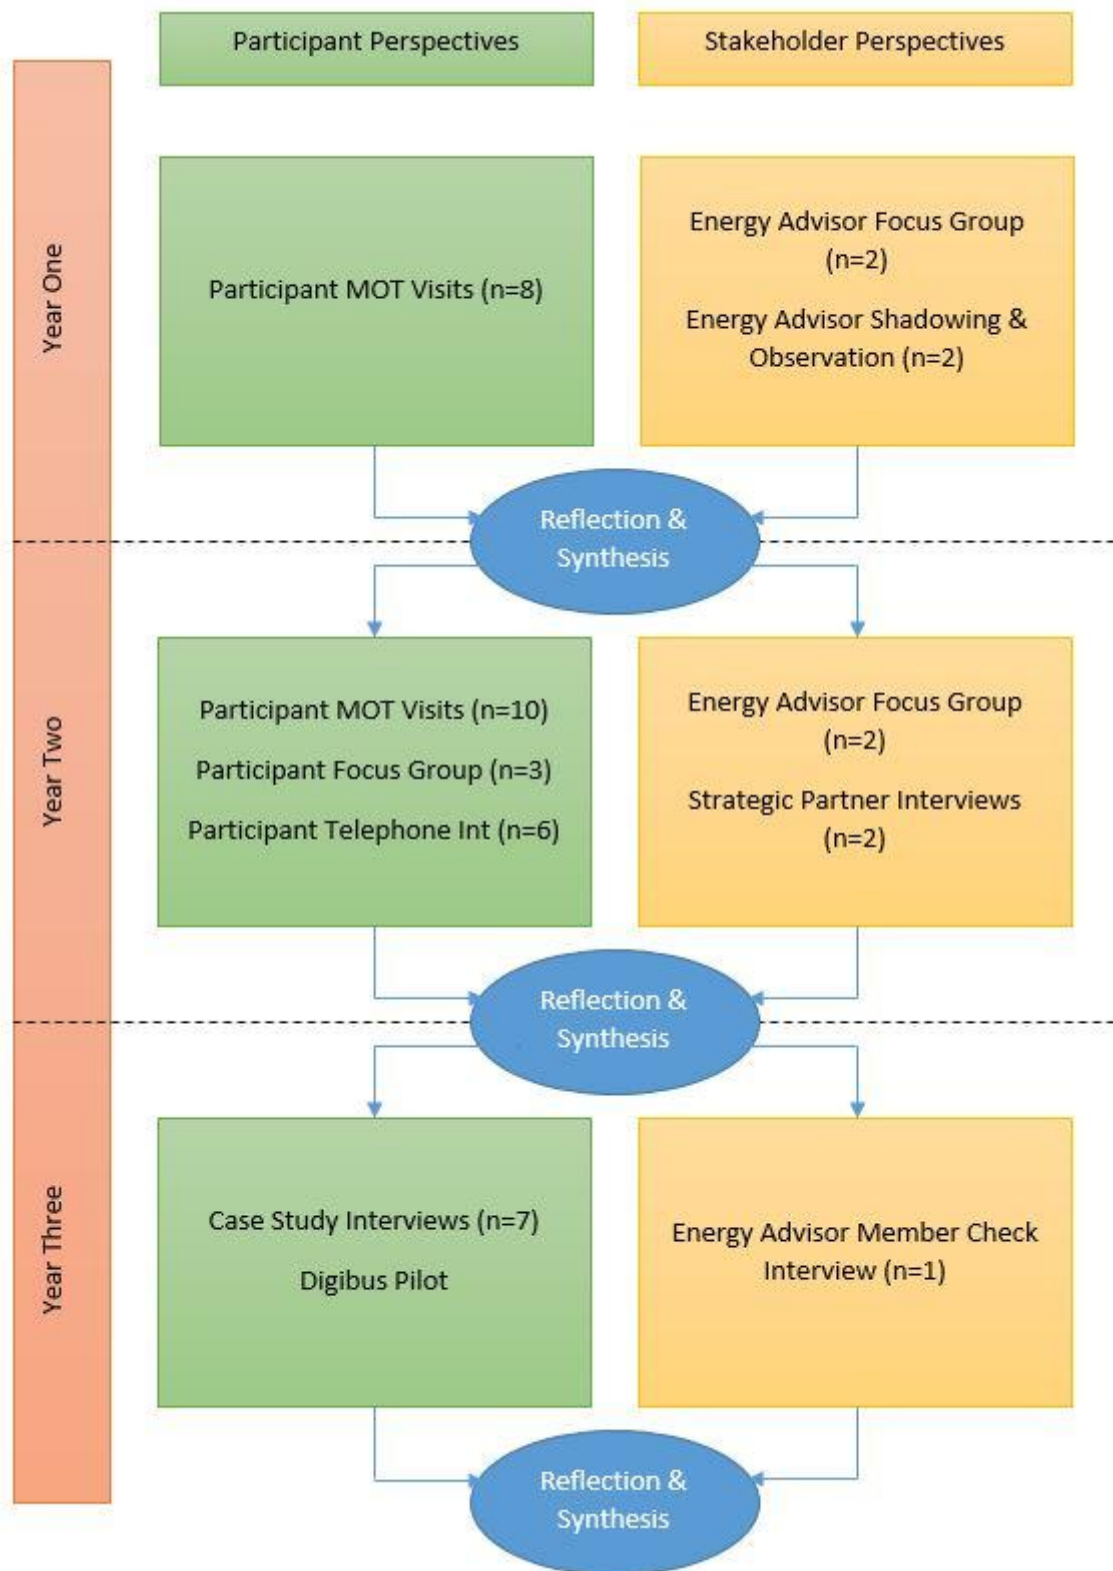 Participant Perspectives
Stakeholder Perspectives
Year One
Participant MOT Visits (n=8)
Energy Advisor Focus Group
(n=2)
Energy Advisor Shadowing &
Observation (n=2)
Reflection &
Synthesis
Year Two
Participant MOT Visits (n=10)
Participant Focus Group (n=3)
Participant Telephone Int (n=6)
Energy Advisor Focus Group
(n=2)
Strategic Partner Interviews
(n=2)
Reflection &
Synthesis
Year Three
Case Study Interviews (n=7)
Digibus Pilot
Energy Advisor Member Check
Interview (n=1)
Reflection &
Synthesis